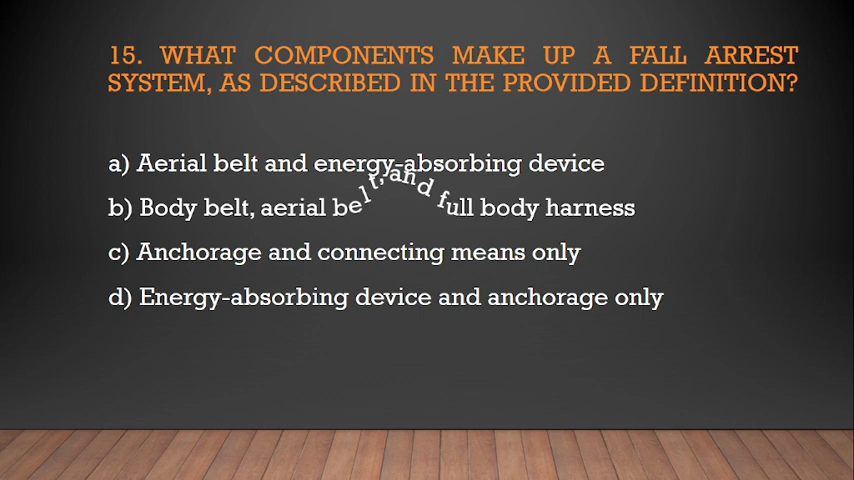 15. WHAT COMPONENTS MAKE UP A FALL ARREST
SYSTEM, AS DESCRIBED IN THE PROVIDED DEFINITION?
a) Aerial belt and energy-absorbing device
b) Body belt, aerial belt, and full body harness
c) Anchorage and connecting means only
d) Energy-absorbing device and anchorage only